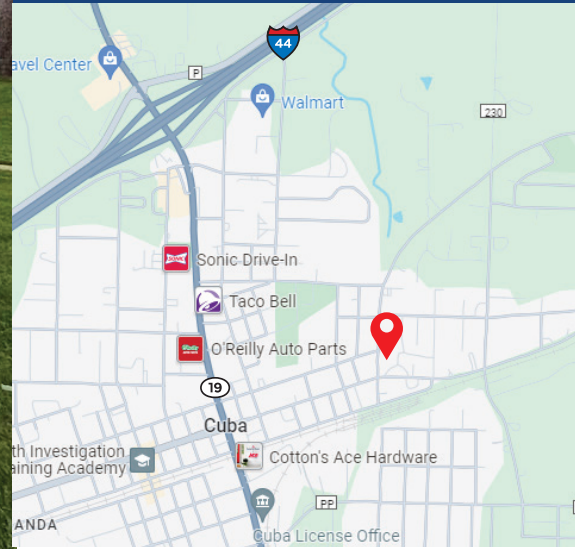 44
avel Center
P
Walmart
230
Sonic Drive-In
Taco Bell
O'Reilly Auto Parts
19
Cuba
th Investigation
aining Academy
Cotton's Ace Hardware
PP
ANDA
Cuba License Office